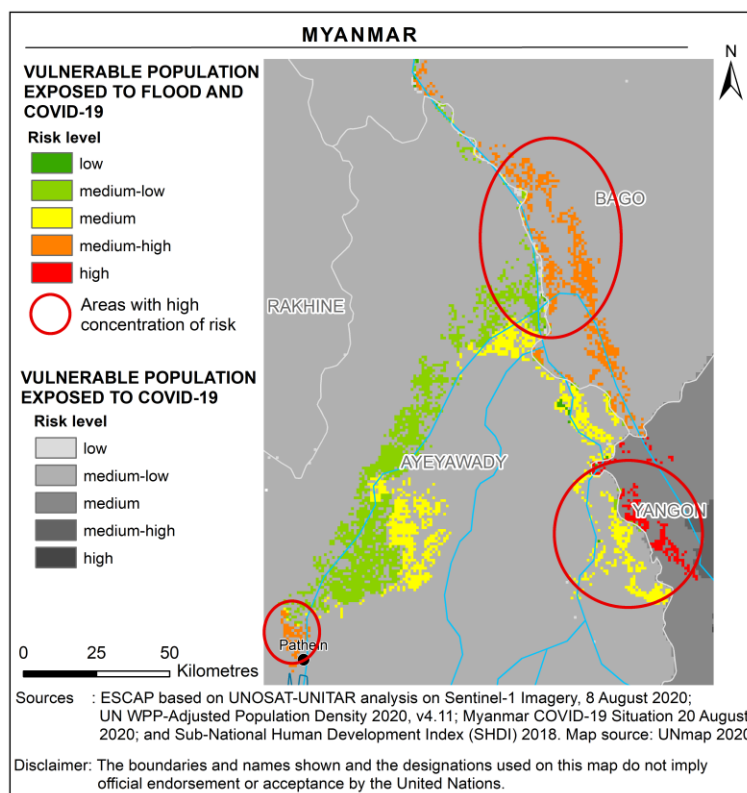 MYANMAR
N
VULNERABLE POPULATION
EXPOSED TO FLOOD AND
COVID-19
Risk level
low
medium-low
medium
medium-high
high
Areas with high
concentration of risk
VULNERABLE POPULATION
EXPOSED TO COVID-19
Risk level
low
medium-low
medium
medium-high
high
BAGO
RAKHINE
AYEYAWADY
YANGON
Pathein
0 25 50
Kilometres
Sources : ESCAP based on UNOSAT-UNITAR analysis on Sentinel-1 Imagery, 8 August 2020;
UN WPP-Adjusted Population Density 2020, v4.11; Myanmar COVID-19 Situation 20 August
2020; and Sub-National Human Development Index (SHDI) 2018. Map source: UNmap 2020
Disclaimer: The boundaries and names shown and the designations used on this map do not imply
official endorsement or acceptance by the United Nations.